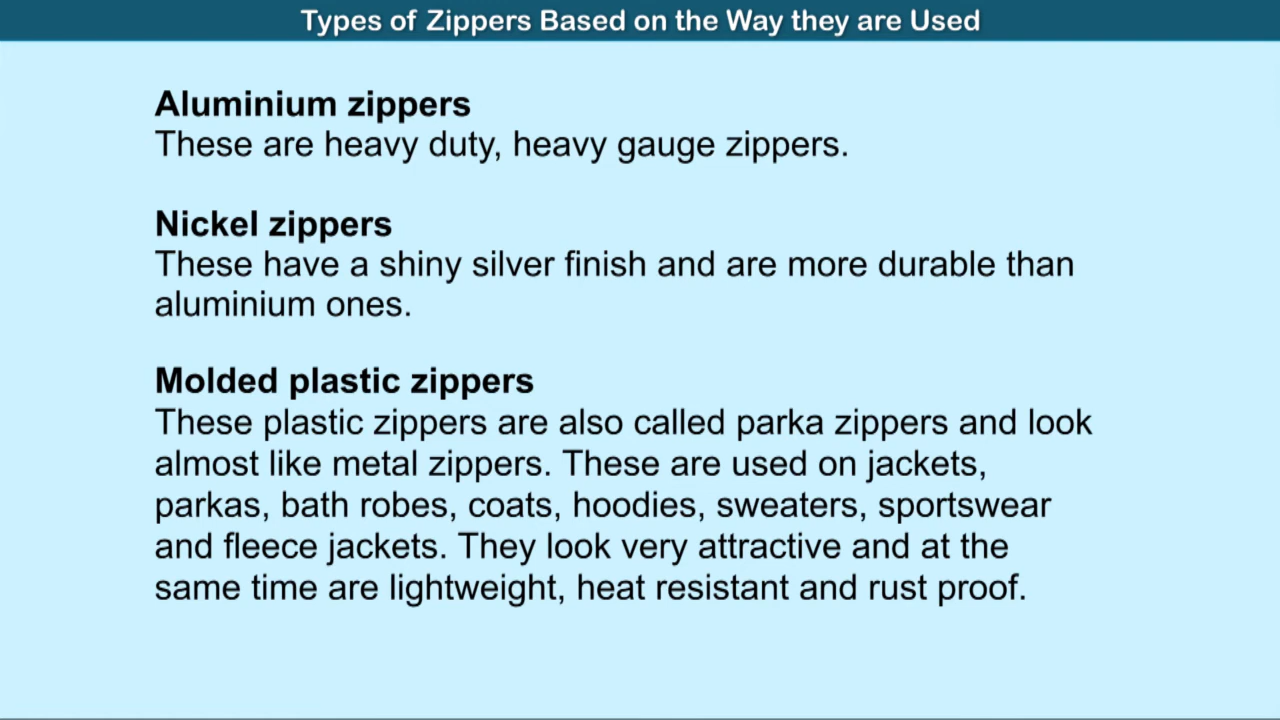 Types of Zippers Based on the Way they are Used
Aluminium zippers
These are heavy duty, heavy gauge zippers.
Nickel zippers
These have a shiny silver finish and are more durable than
aluminium ones.
Molded plastic zippers
These plastic zippers are also called parka zippers and look
almost like metal zippers. These are used on jackets,
parkas, bath robes, coats, hoodies, sweaters, sportswear
and fleece jackets. They look very attractive and at the
same time are lightweight, heat resistant and rust proof.